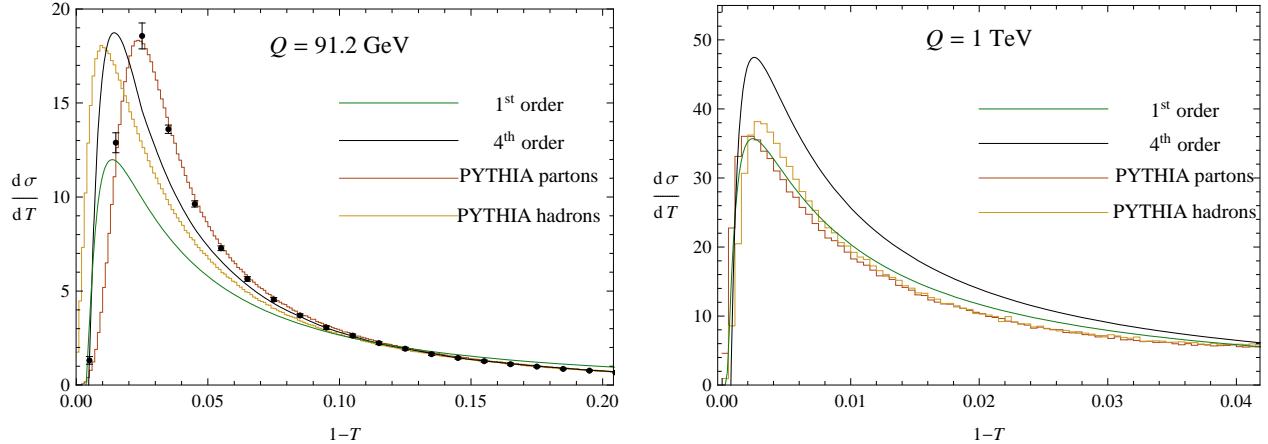 Q = 91.2 GeV
1st order
4th order
PYTHIA partons
PYTHIA hadrons
dσ
dT
20
15
10
5
0
0.00 0.05 0.10 0.15 0.20
1-T
Q = 1 TeV
1st order
4th order
PYTHIA partons
PYTHIA hadrons
dσ
dT
50
40
30
20
10
0
0.00 0.01 0.02 0.03 0.04
1-T